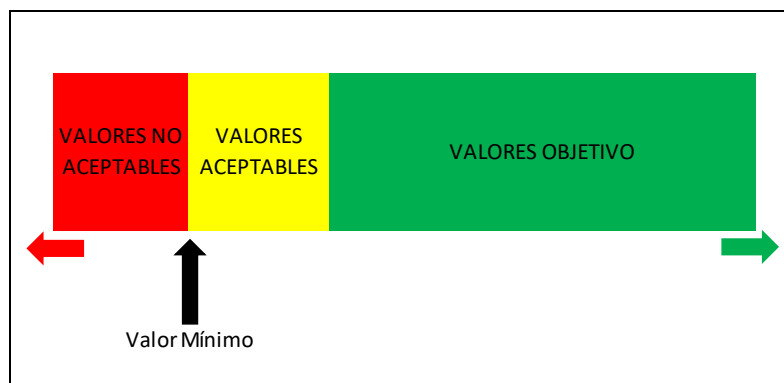 VALORES NO
ACEPTABLES
VALORES
ACEPTABLES
VALORES OBJETIVO
Valor Mínimo